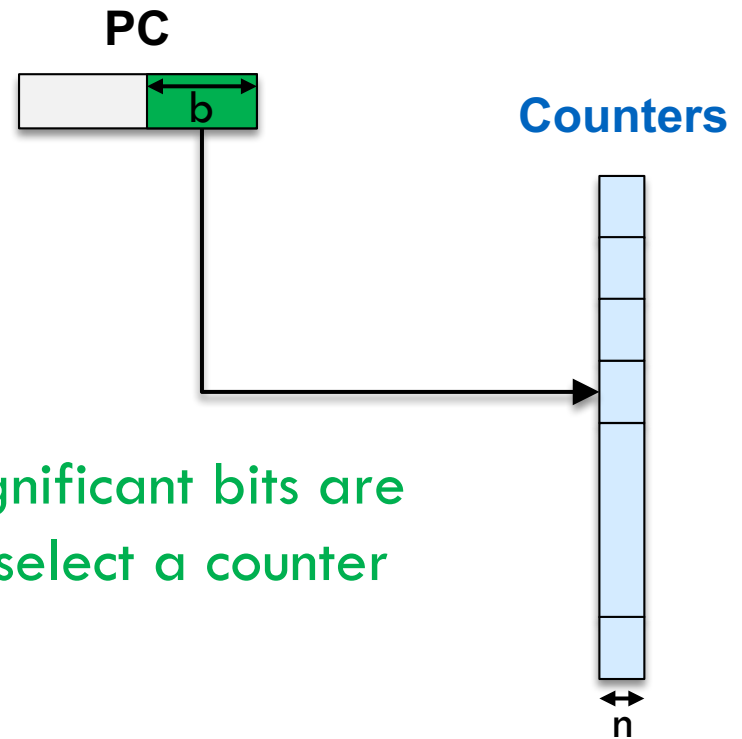 PC
b
Counters
gnificant bits are
select a counter
n